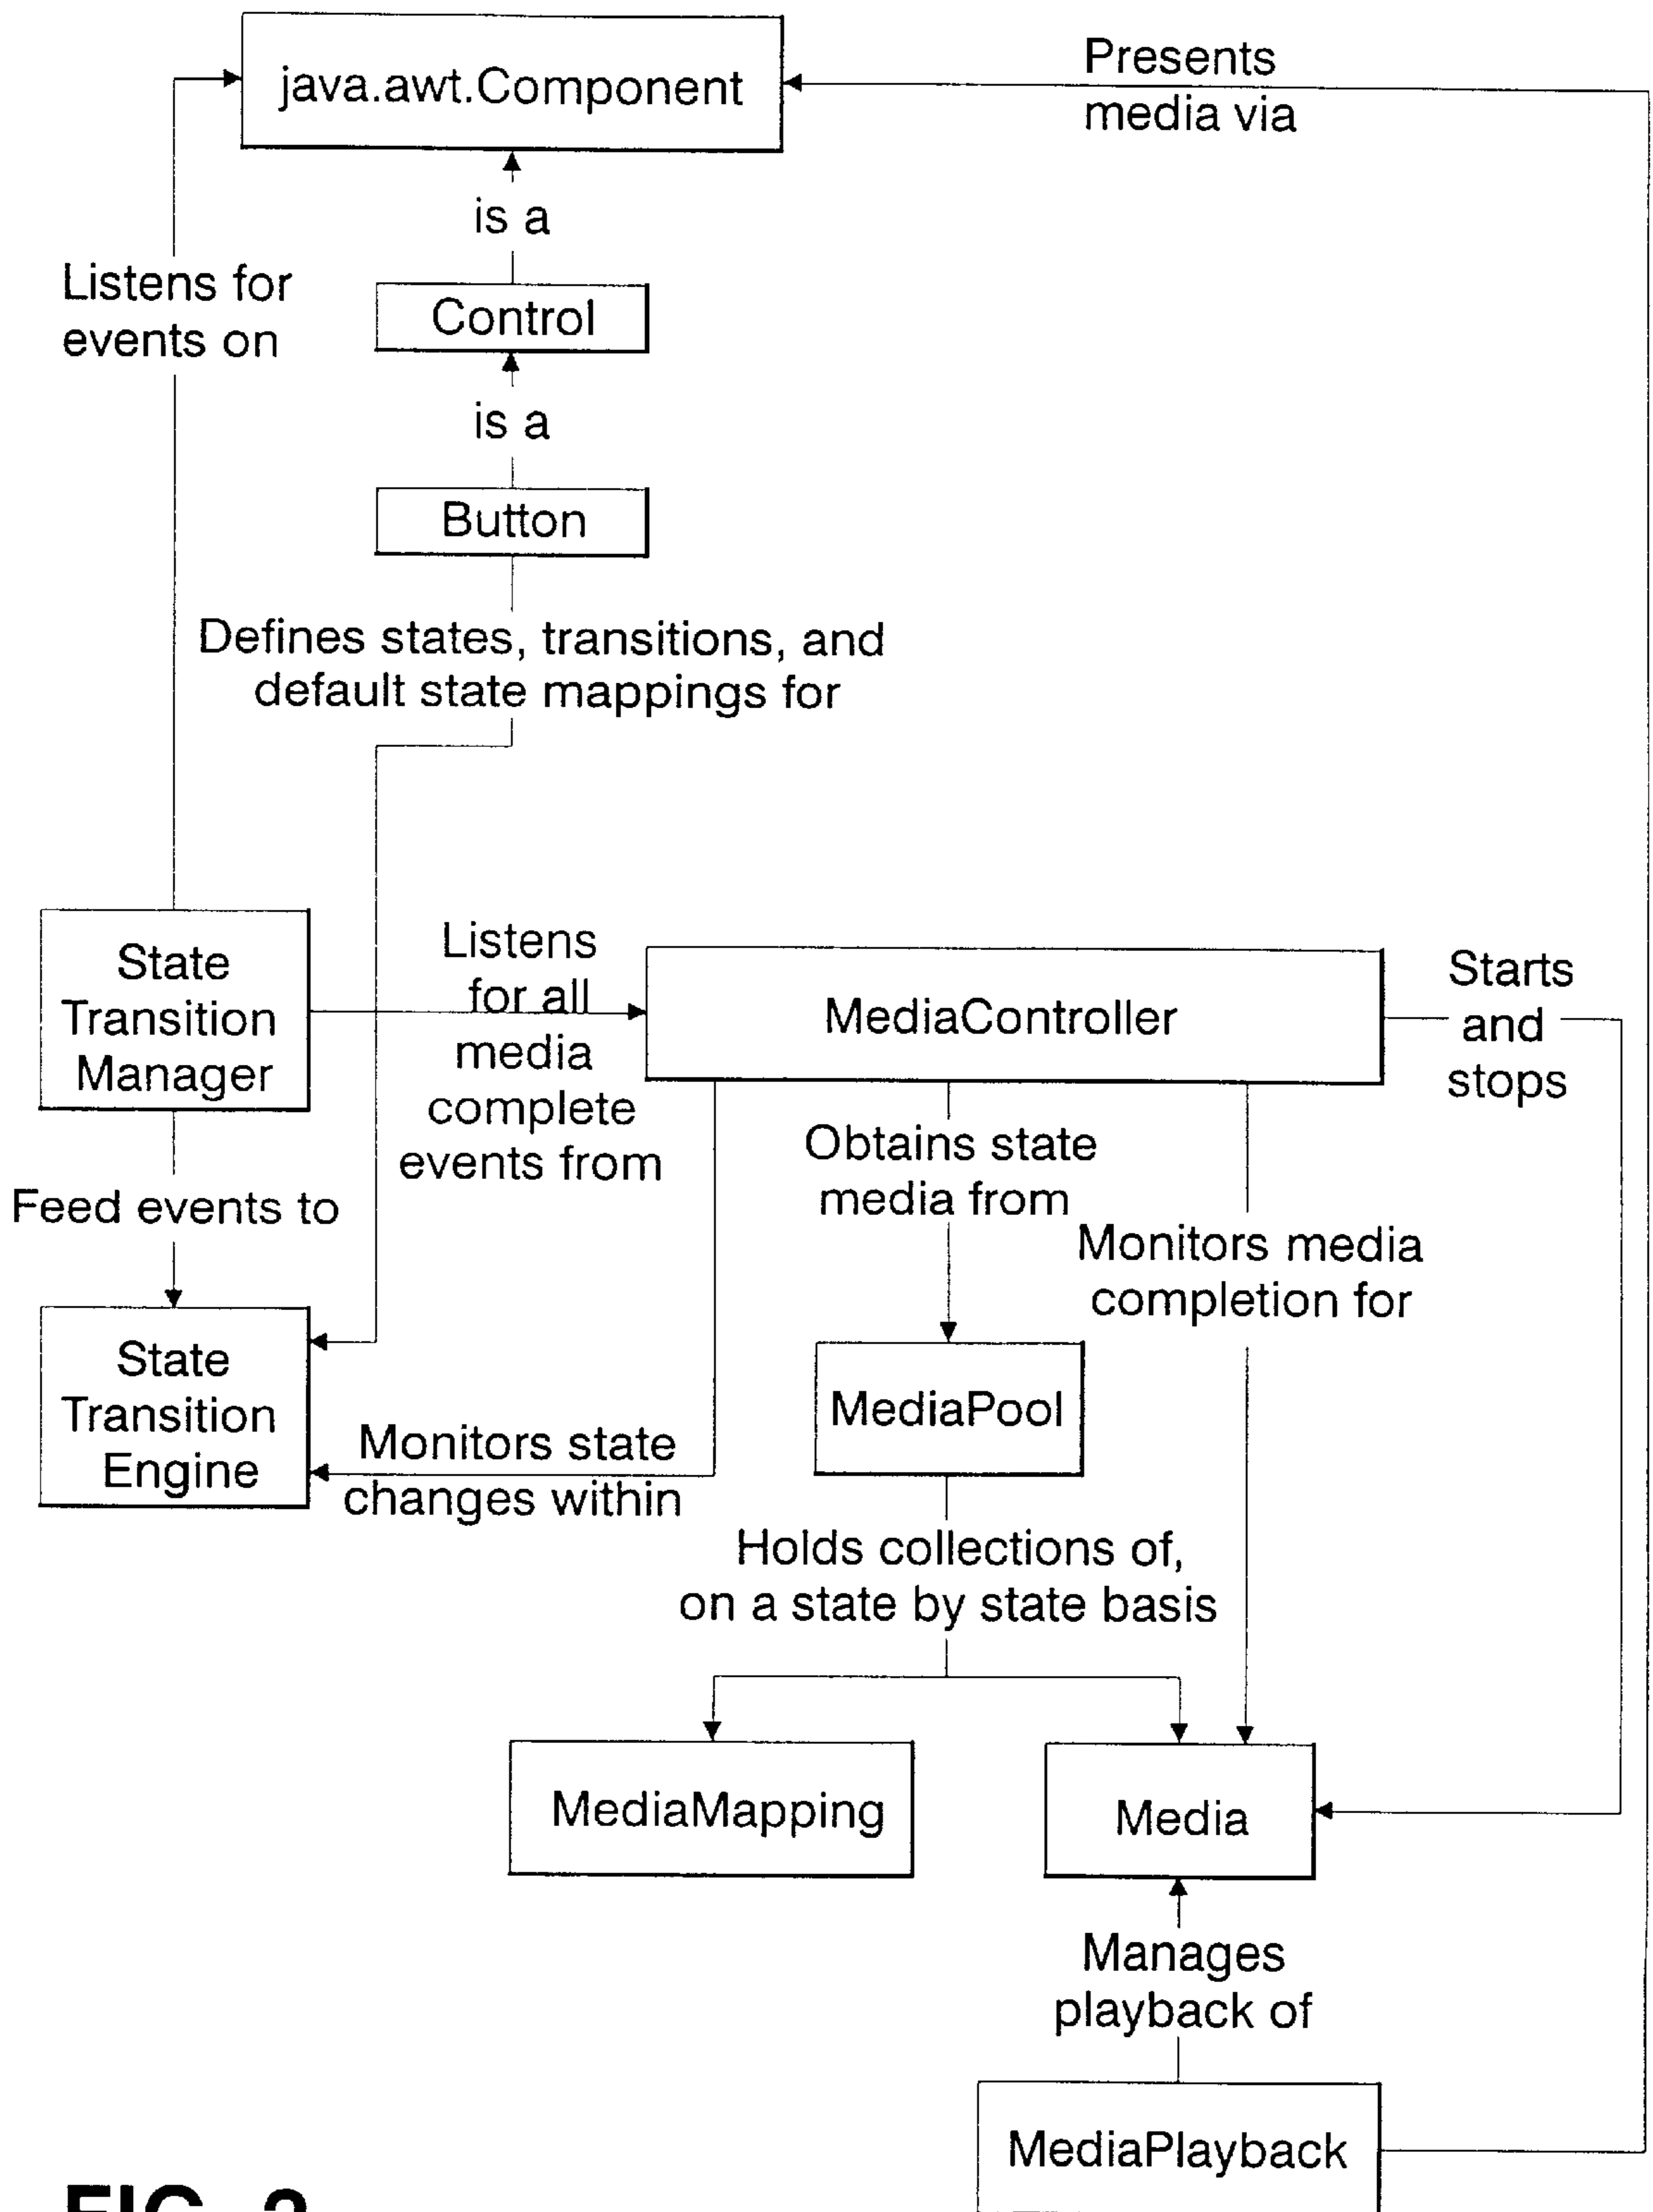 java.awt.Component
Presents
media via
is a
Listens for
events on
Control
is a
Button
Defines states, transitions, and
default state mappings for
State
Transition
Manager
Listens
for all
media
complete
events from
MediaController
Starts
and
stops
Obtains state
media from
Feed events to
Monitors media
completion for
State
Transition
Engine
MediaPool
Monitors state
changes within
Holds collections of,
on a state by state basis
MediaMapping
Media
Manages
playback of
MediaPlayback
FIG. 2